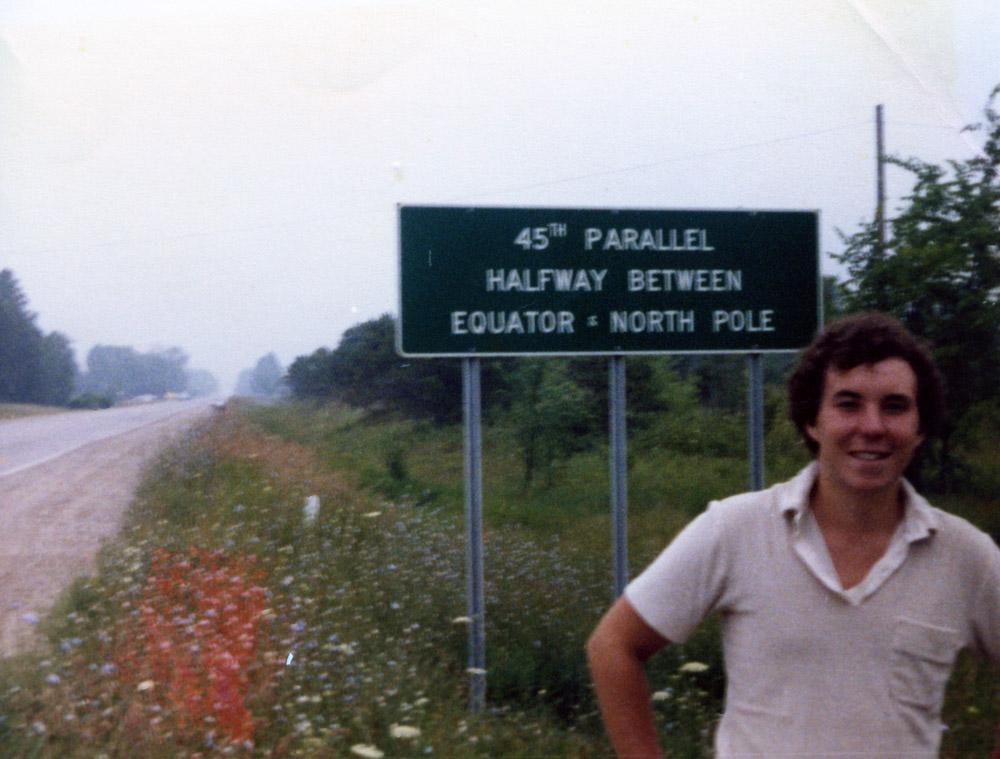 45TH PARALLEL
HALFWAY BETWEEN
EQUATOR & NORTH POLE